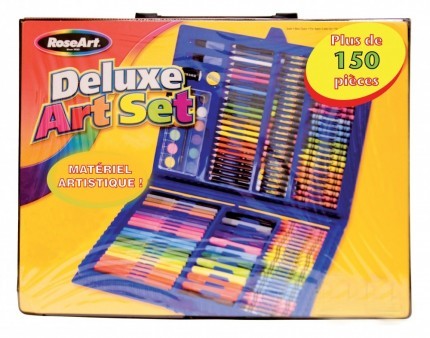 RoseArt
Deluxe
Art Set
MATÉRIEL
ARTISTIQUE !
Plus de
150
pièces